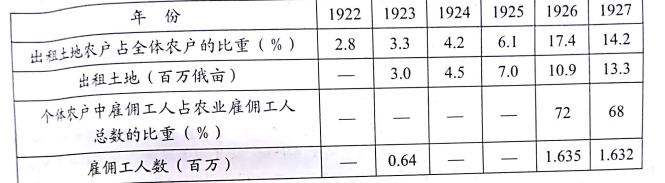 年 份 1922 1923 1924 1925 1926 1927
出租土地农户占全体农户的比重（%） 2.8 3.3 4.2 6.1 17.4 14.2
出租土地（百万俄亩） — 3.0 4.5 7.0 10.9 13.3
个体农户中雇佣工人占农业雇佣工人
总数的比重（%） — — — — 72 68
雇佣工人数（百万） — 0.64 — — 1.635 1.632